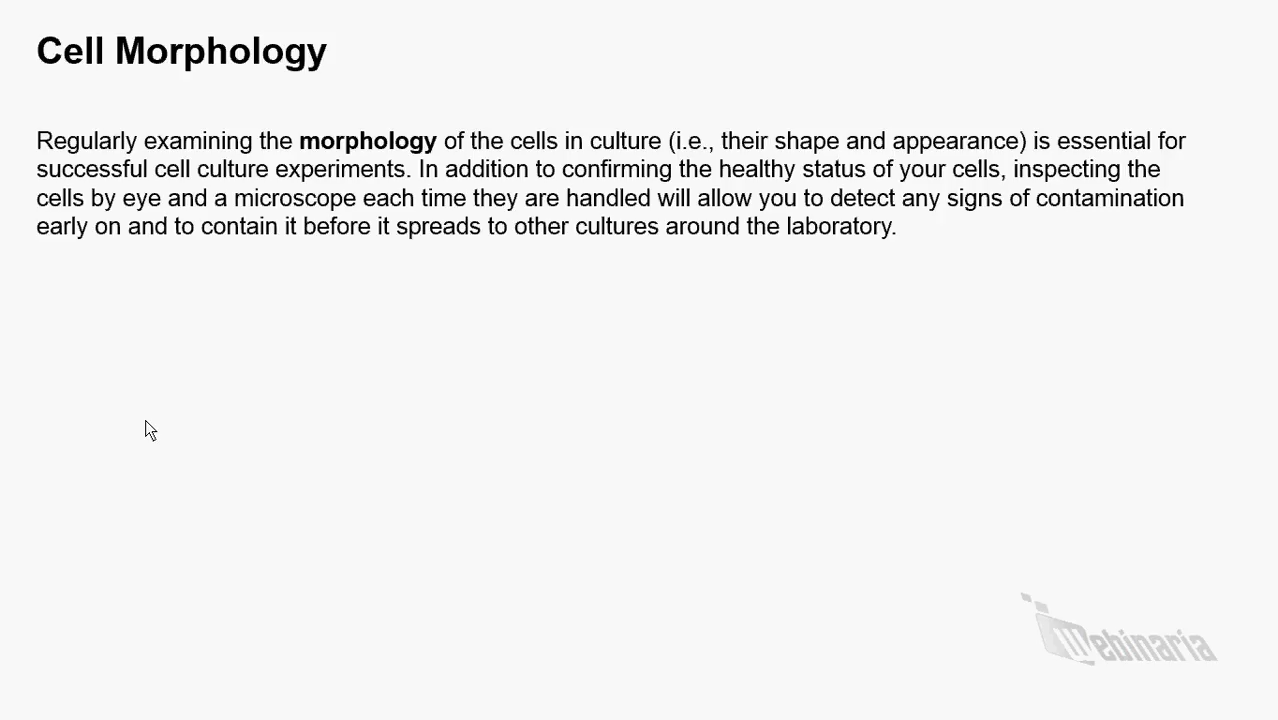 Cell Morphology
Regularly examining the morphology of the cells in culture (i.e., their shape and appearance) is essential for
successful cell culture experiments. In addition to confirming the healthy status of your cells, inspecting the
cells by eye and a microscope each time they are handled will allow you to detect any signs of contamination
early on and to contain it before it spreads to other cultures around the laboratory.
Webinaria